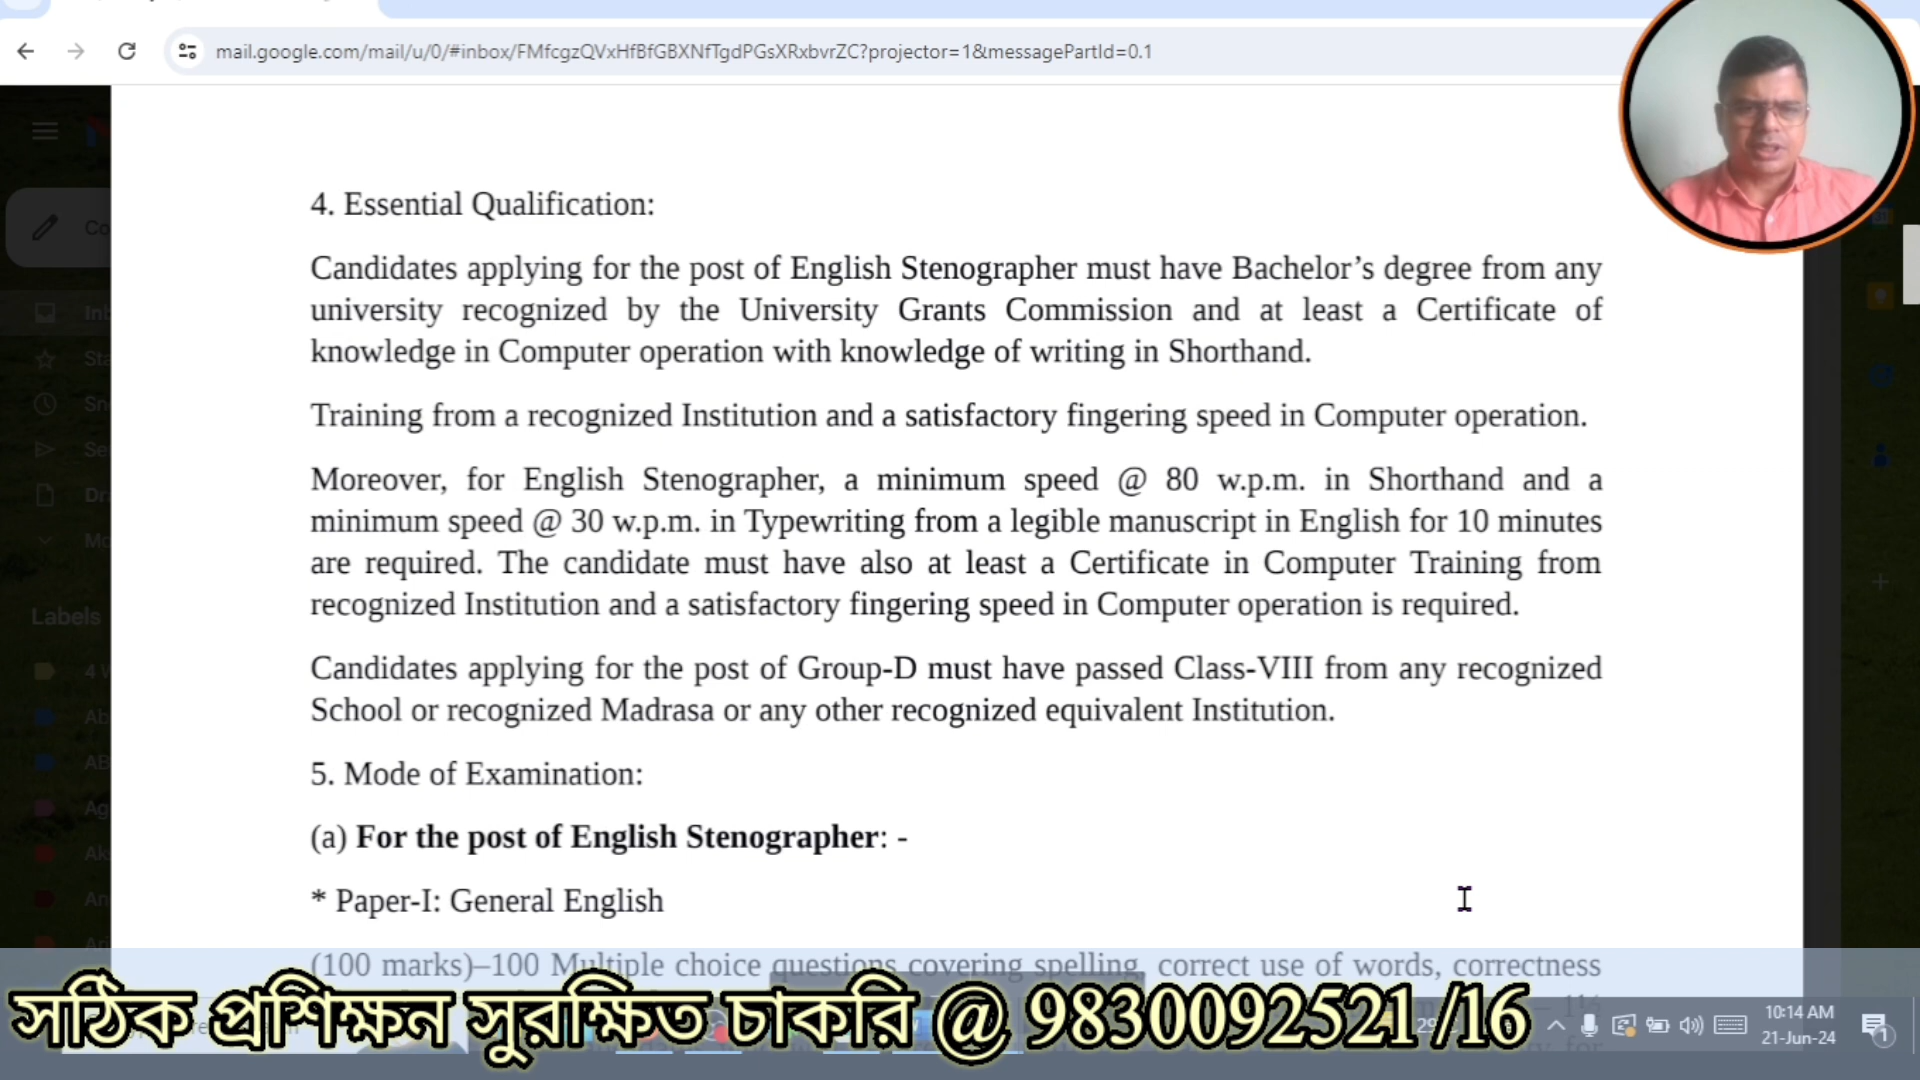 mail.google.com/mail/u/0/#inbox/FMfcgzQVxHfBfGBXNfTgdPGsXRxbvrZC?projector=1&messagePartId=0.1
4. Essential Qualification:
Candidates applying for the post of English Stenographer must have Bachelor’s degree from any
university recognized by the University Grants Commission and at least a Certificate of
knowledge in Computer operation with knowledge of writing in Shorthand.
Training from a recognized Institution and a satisfactory fingering speed in Computer operation.
Moreover, for English Stenographer, a minimum speed @ 80 w.p.m. in Shorthand and a
minimum speed @ 30 w.p.m. in Typewriting from a legible manuscript in English for 10 minutes
are required. The candidate must have also at least a Certificate in Computer Training from
recognized Institution and a satisfactory fingering speed in Computer operation is required.
Candidates applying for the post of Group-D must have passed Class-VIII from any recognized
School or recognized Madrasa or any other recognized equivalent Institution.
5. Mode of Examination:
(a) For the post of English Stenographer: -
* Paper-I: General English
(100 marks)–100 Multiple choice questions covering spelling, correct use of words, correctness
সঠিক প্রশিক্ষন সুরক্ষিত চাকরি @ 9830092521 /16
10:14 AM
21-Jun-24
1
Labels